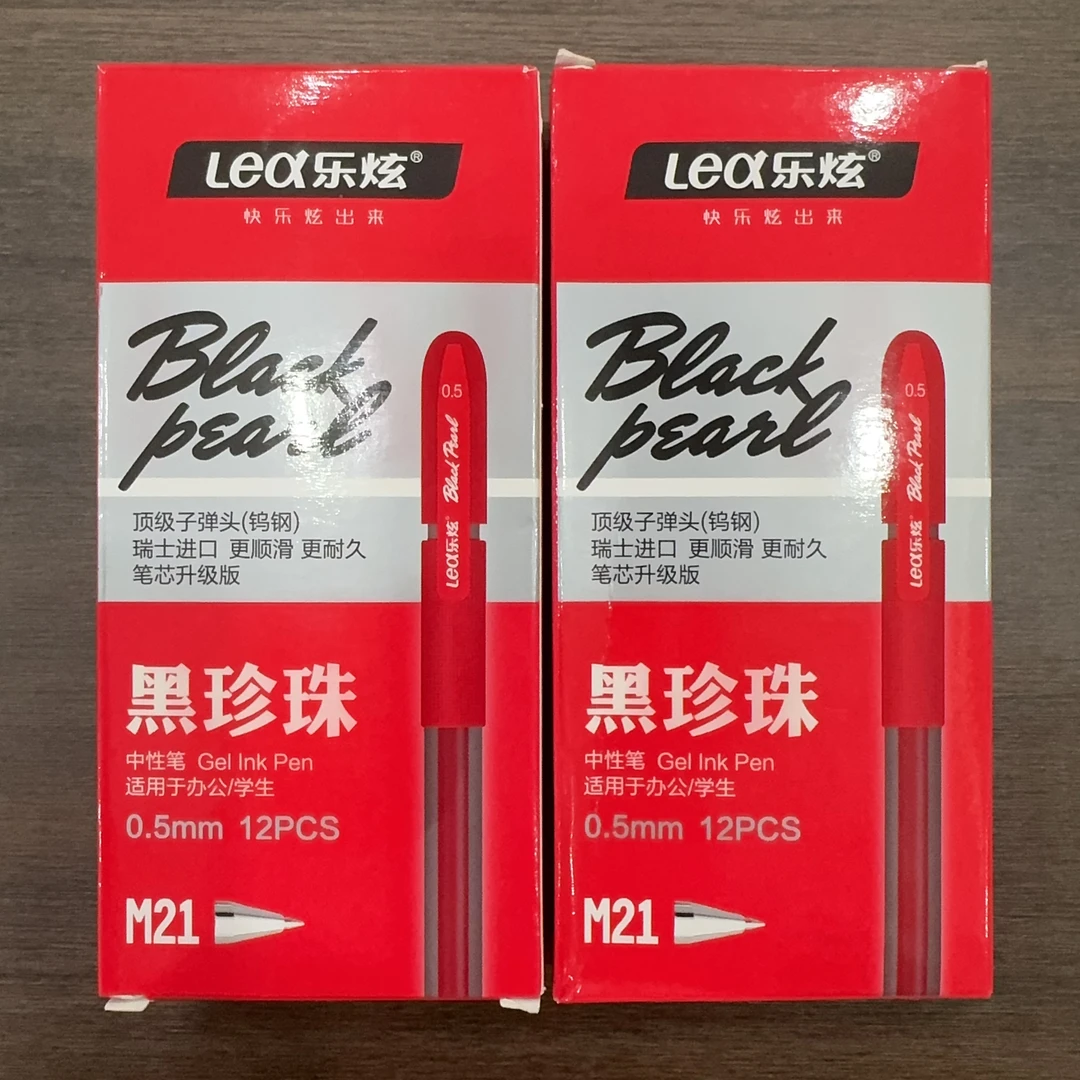 Leα乐炫®
快乐炫出来
Black
pearl
0.5
Black Pearl
Leα乐炫®
顶级子弹头(钨钢)
瑞士进口 更顺滑 更耐久
笔芯升级版
黑珍珠
中性笔 Gel Ink Pen
适用于办公/学生
0.5mm 12PCS
M21
Leα乐炫®
快乐炫出来
Black
pearl
0.5
Black Pearl
Leα乐炫®
顶级子弹头(钨钢)
瑞士进口 更顺滑 更耐久
笔芯升级版
黑珍珠
中性笔 Gel Ink Pen
适用于办公/学生
0.5mm 12PCS
M21